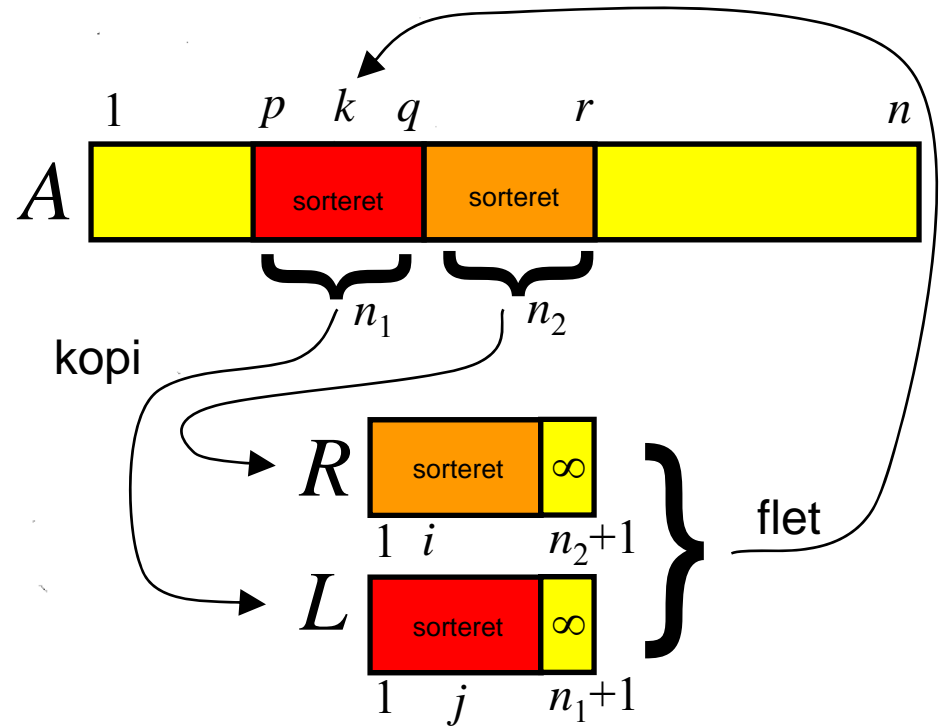 1 p k q r n
A sorteret sorteret
n₁ n₂
kopi
R sorteret ∞
1 i n₂+1
flet
L sorteret ∞
1 j n₁+1